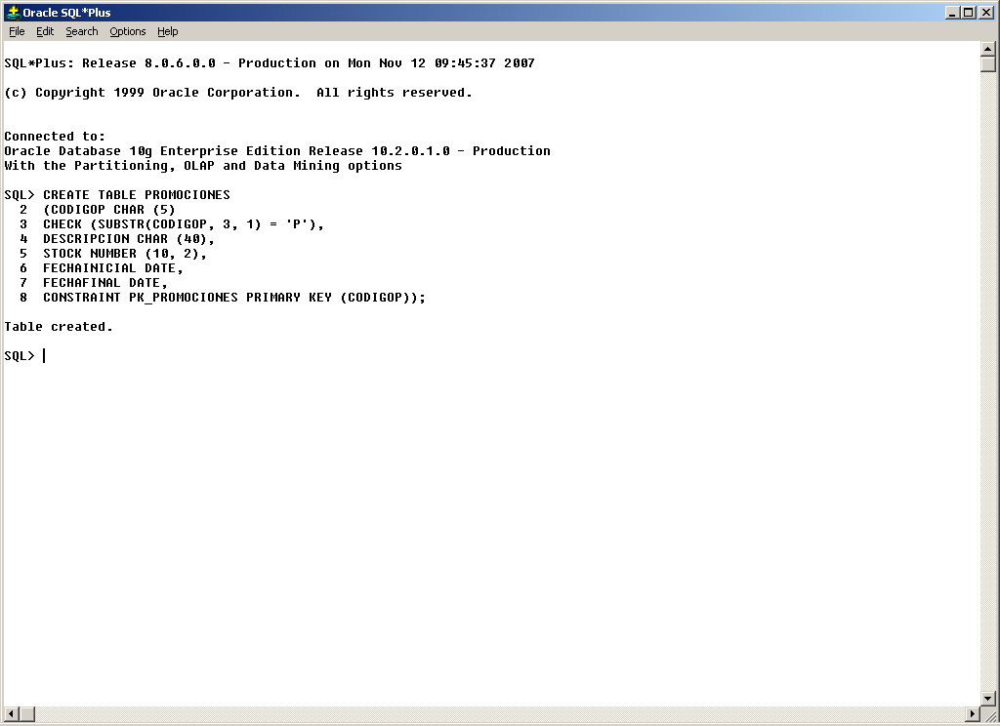 Oracle SQL*Plus
File Edit Search Options Help
SQL*Plus: Release 8.0.6.0.0 - Production on Mon Nov 12 09:45:37 2007
(c) Copyright 1999 Oracle Corporation.  All rights reserved.
Connected to:
Oracle Database 10g Enterprise Edition Release 10.2.0.1.0 - Production
With the Partitioning, OLAP and Data Mining options
SQL> CREATE TABLE PROMOCIONES
  2  (CODIGOP CHAR (5)
  3  CHECK (SUBSTR(CODIGOP, 3, 1) = 'P'),
  4  DESCRIPCION CHAR (40),
  5  STOCK NUMBER (10, 2),
  6  FECHAINICIAL DATE,
  7  FECHAFINAL DATE,
  8  CONSTRAINT PK_PROMOCIONES PRIMARY KEY (CODIGOP));
Table created.
SQL>